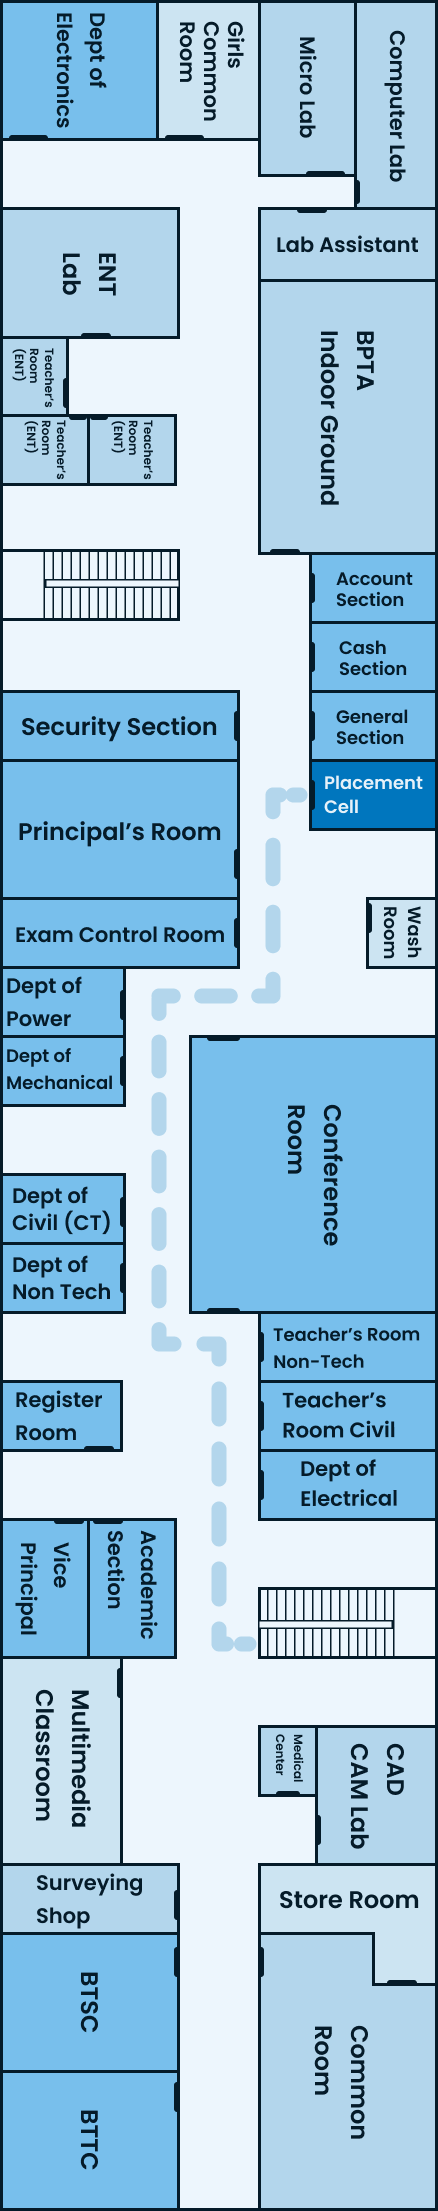 Dept of
Electronics
Girls
Common
Room
Micro Lab
Computer Lab
ENT
Lab
Lab Assistant
BPTA
Indoor Ground
Teacher's
Room
(ENT)
Teacher's
Room
(ENT)
Teacher's
Room
(ENT)
Account
Section
Cash
Section
Security Section
General
Section
Placement
Cell
Principal's Room
Exam Control Room
Wash
Room
Dept of
Power
Dept of
Mechanical
Conference
Room
Dept of
Civil (CT)
Dept of
Non Tech
Teacher's Room
Non-Tech
Register
Room
Teacher's
Room Civil
Dept of
Electrical
Vice
Principal
Academic
Section
Multimedia
Classroom
Medical
Center
CAD
CAM Lab
Surveying
Shop
Store Room
BTSC
Common
Room
BTTC